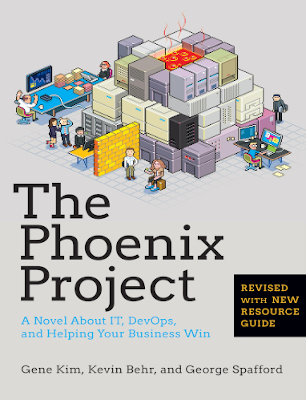 The
Phoenix
Project
A Novel About IT, DevOps,
and Helping Your Business Win
REVISED
WITH NEW
RESOURCE
GUIDE
Gene Kim, Kevin Behr, and George Spafford